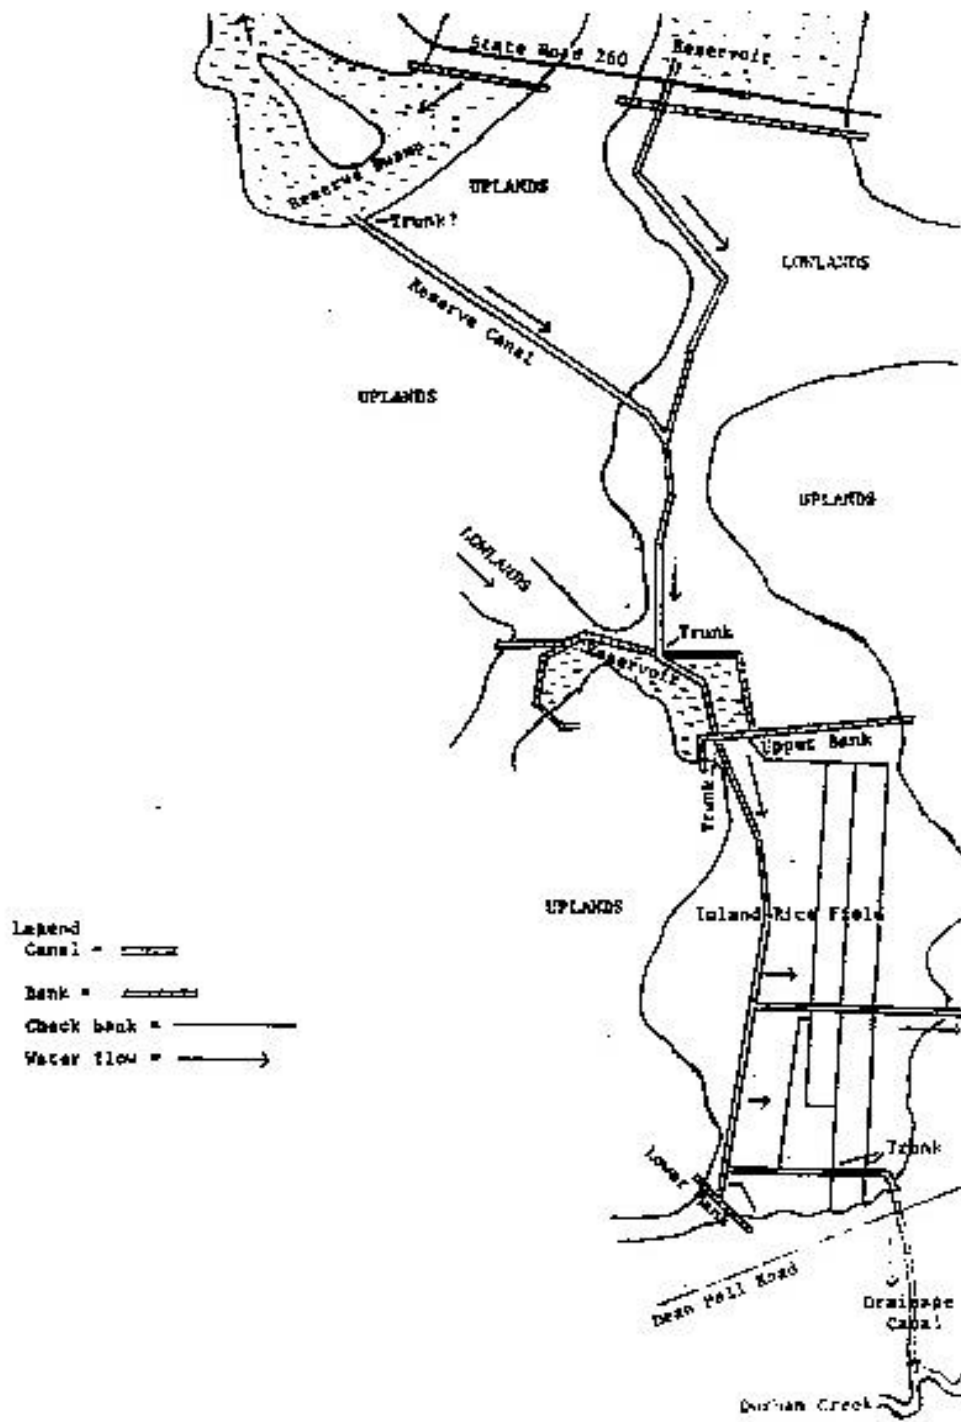 State Road 260
Reservoir
Reserve Swamp
UPLANDS
Trunk?
LOWLANDS
Reserve Canal
UPLANDS
UPLANDS
LOWLANDS
Trunk
Reservoir
Upper Bank
Trunk
UPLANDS
Inland Rice Field
Legend
Canal =
Bank =
Check bank =
Water flow =
Trunk
Lower Bank
Dean Hall Road
Drainage
Canal
Durham Creek